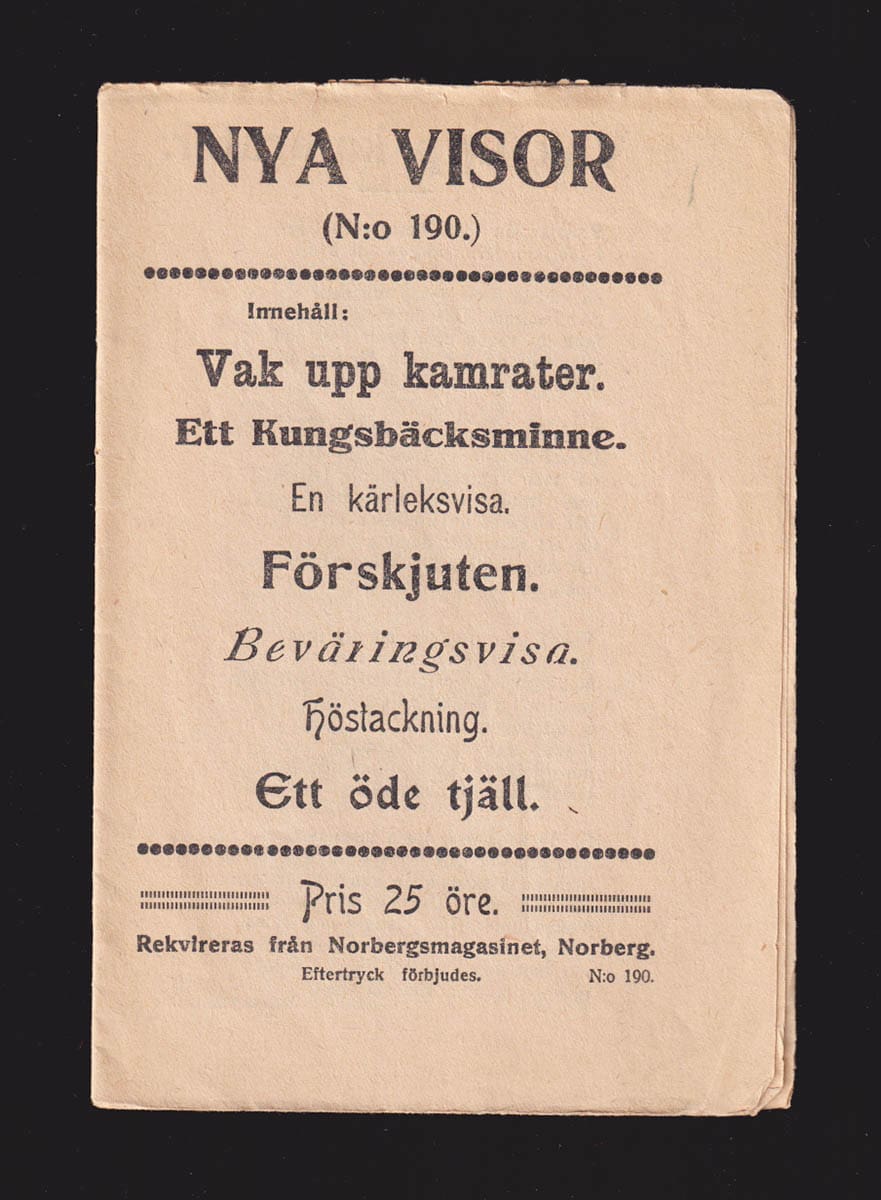 NYA VISOR
(N:o 190.)
Innehåll:
Vak upp kamrater.
Ett Kungsbäcksminne.
En kärleksvisa.
Förskjuten.
Beväringsvisa.
Höstackning.
Ett öde tjäll.
Pris 25 öre.
Rekvireras från Norbergsmagasinet, Norberg.
Eftertryck förbjudes. N:o 190.